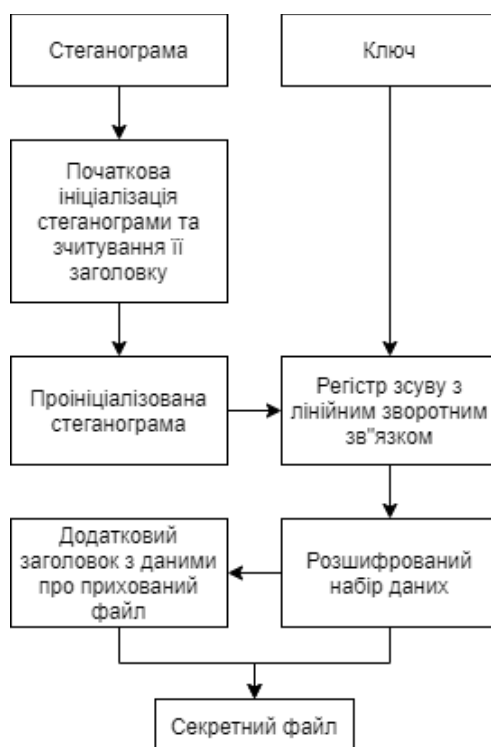 Стеганограма
Ключ
Початкова
ініціалізація
стеганограми та
зчитування її
заголовку
Проініціалізована
стеганограма
Регістр зсуву з
лінійним зворотним
зв"язком
Додатковий
заголовок з даними
про прихований
файл
Розшифрований
набір даних
Секретний файл